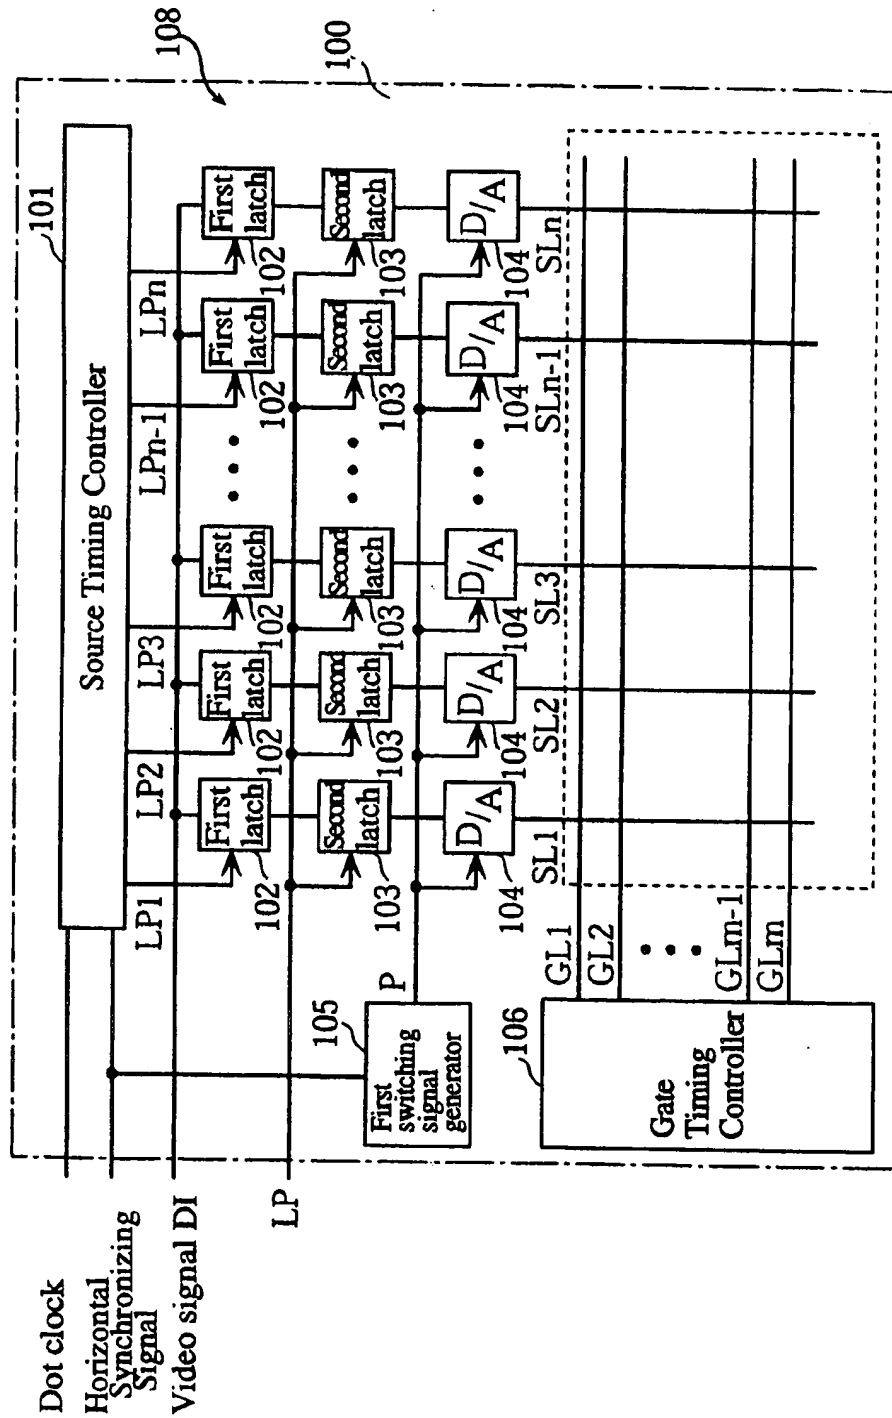 108
100
101
Source Timing Controller
Dot clock
Horizontal
Synchronizing
Signal
Video signal DI
LP
LP1
LP2
LP3
LPn-1
LPn
First
latch
102
First
latch
102
First
latch
102
• • •
First
latch
102
First
latch
102
Second
latch
103
Second
latch
103
Second
latch
103
• • •
Second
latch
103
Second
latch
103
105
First
switching
signal
generator
P
D/A
104
D/A
104
D/A
104
• • •
D/A
104
D/A
104
SL1
SL2
SL3
SLn-1
SLn
106
Gate
Timing
Controller
GL1
GL2
• • •
GLm-1
GLm